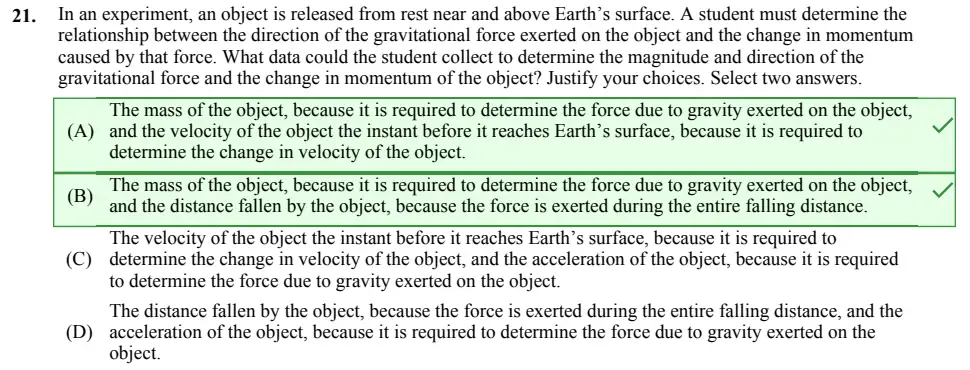 21. In an experiment, an object is released from rest near and above Earth's surface. A student must determine the
relationship between the direction of the gravitational force exerted on the object and the change in momentum
caused by that force. What data could the student collect to determine the magnitude and direction of the
gravitational force and the change in momentum of the object? Justify your choices. Select two answers.
The mass of the object, because it is required to determine the force due to gravity exerted on the object,
(A) and the velocity of the object the instant before it reaches Earth's surface, because it is required to
determine the change in velocity of the object.
The mass of the object, because it is required to determine the force due to gravity exerted on the object,
(B) and the distance fallen by the object, because the force is exerted during the entire falling distance.
The velocity of the object the instant before it reaches Earth's surface, because it is required to
(C) determine the change in velocity of the object, and the acceleration of the object, because it is required
to determine the force due to gravity exerted on the object.
The distance fallen by the object, because the force is exerted during the entire falling distance, and the
(D) acceleration of the object, because it is required to determine the force due to gravity exerted on the
object.